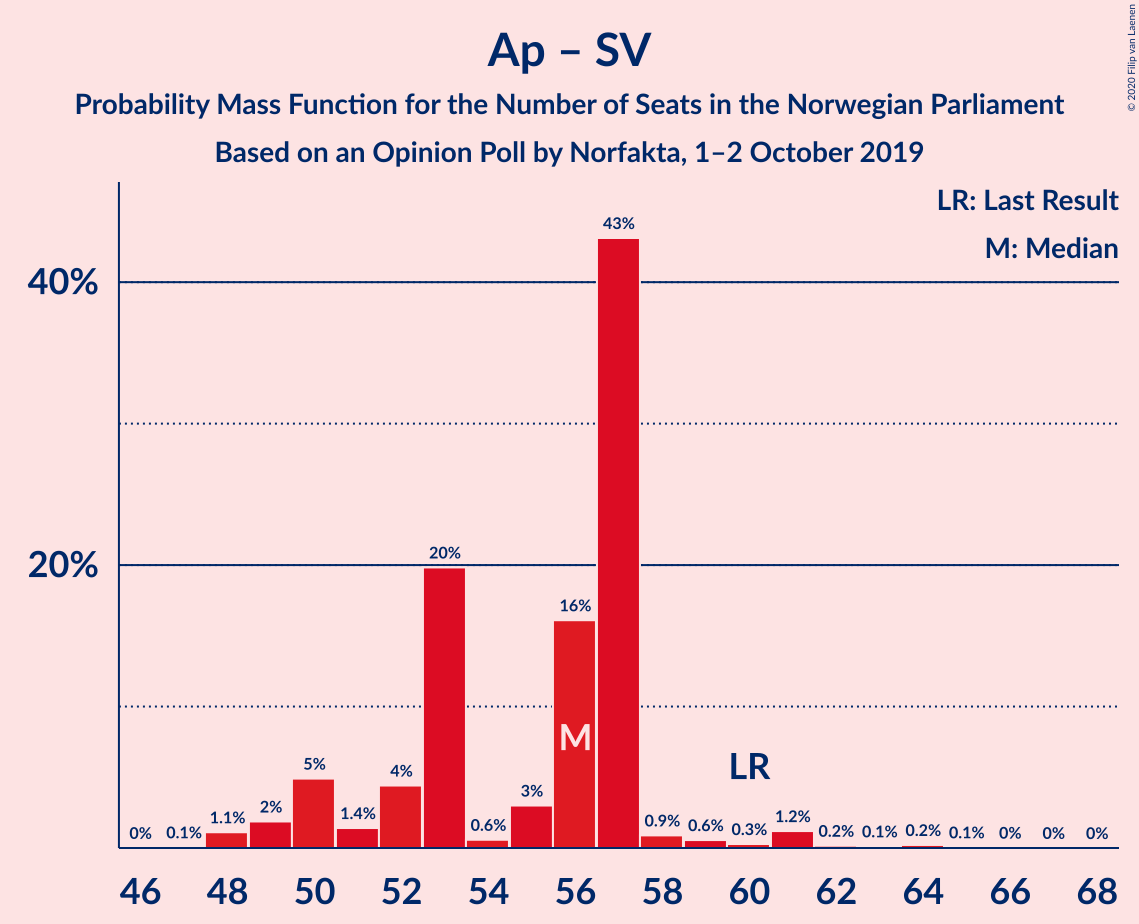 Ap – SV
Probability Mass Function for the Number of Seats in the Norwegian Parliament
Based on an Opinion Poll by Norfakta, 1–2 October 2019
© 2020 Filip van Laenen
LR: Last Result
M: Median
40%
20%
0%
0.1%
1.1%
2%
5%
1.4%
4%
20%
0.6%
3%
16%
43%
0.9%
0.6%
0.3%
1.2%
0.2%
0.1%
0.2%
0.1%
0%
0%
0%
M
LR
46 48 50 52 54 56 58 60 62 64 66 68